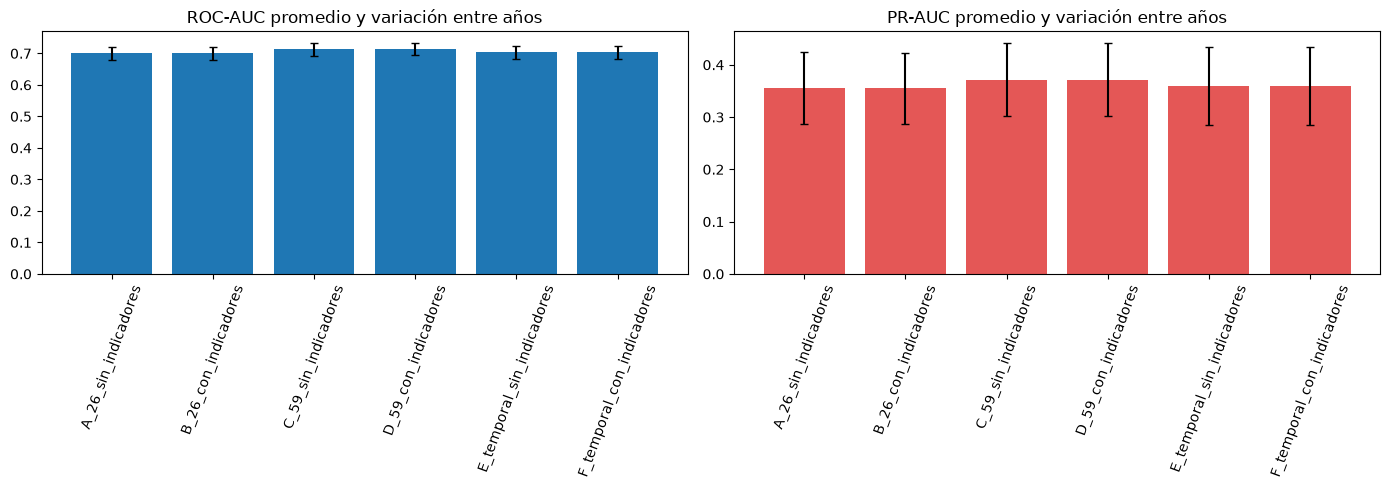 ROC-AUC promedio y variación entre años
0.7
0.6
0.5
0.4
0.3
0.2
0.1
0.0
A_26_sin_indicadores
B_26_con_indicadores
C_59_sin_indicadores
D_59_con_indicadores
E_temporal_sin_indicadores
F_temporal_con_indicadores
PR-AUC promedio y variación entre años
0.4
0.3
0.2
0.1
0.0
A_26_sin_indicadores
B_26_con_indicadores
C_59_sin_indicadores
D_59_con_indicadores
E_temporal_sin_indicadores
F_temporal_con_indicadores